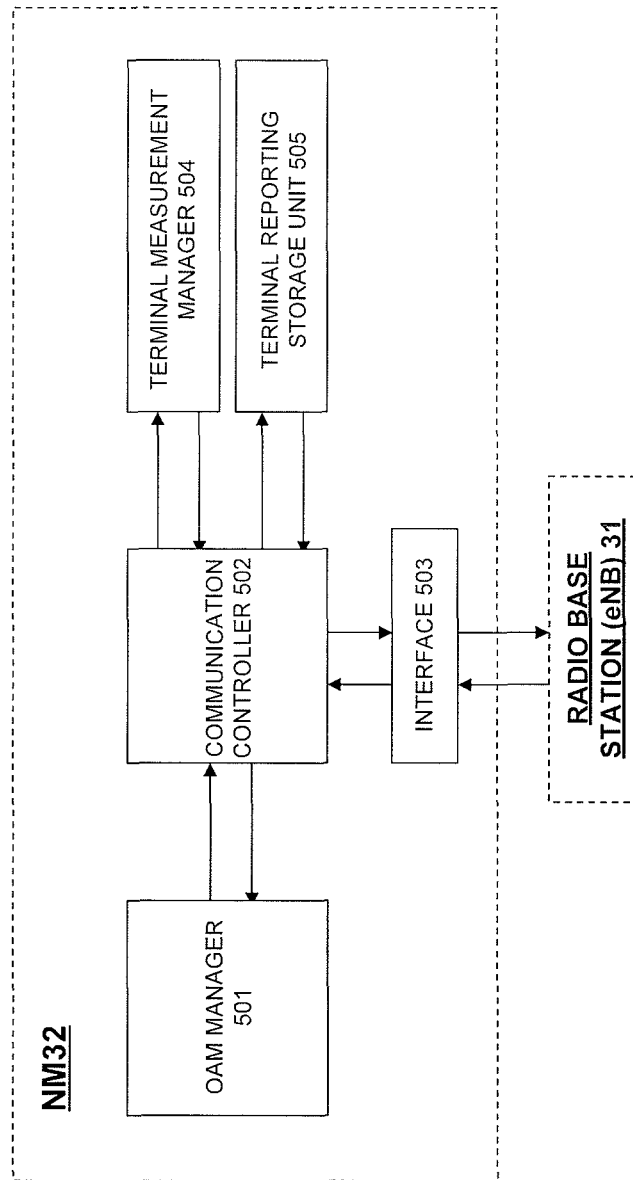 NM32
OAM MANAGER
501
COMMUNICATION
CONTROLLER 502
TERMINAL MEASUREMENT
MANAGER 504
TERMINAL REPORTING
STORAGE UNIT 505
INTERFACE 503
RADIO BASE
STATION (eNB) 31